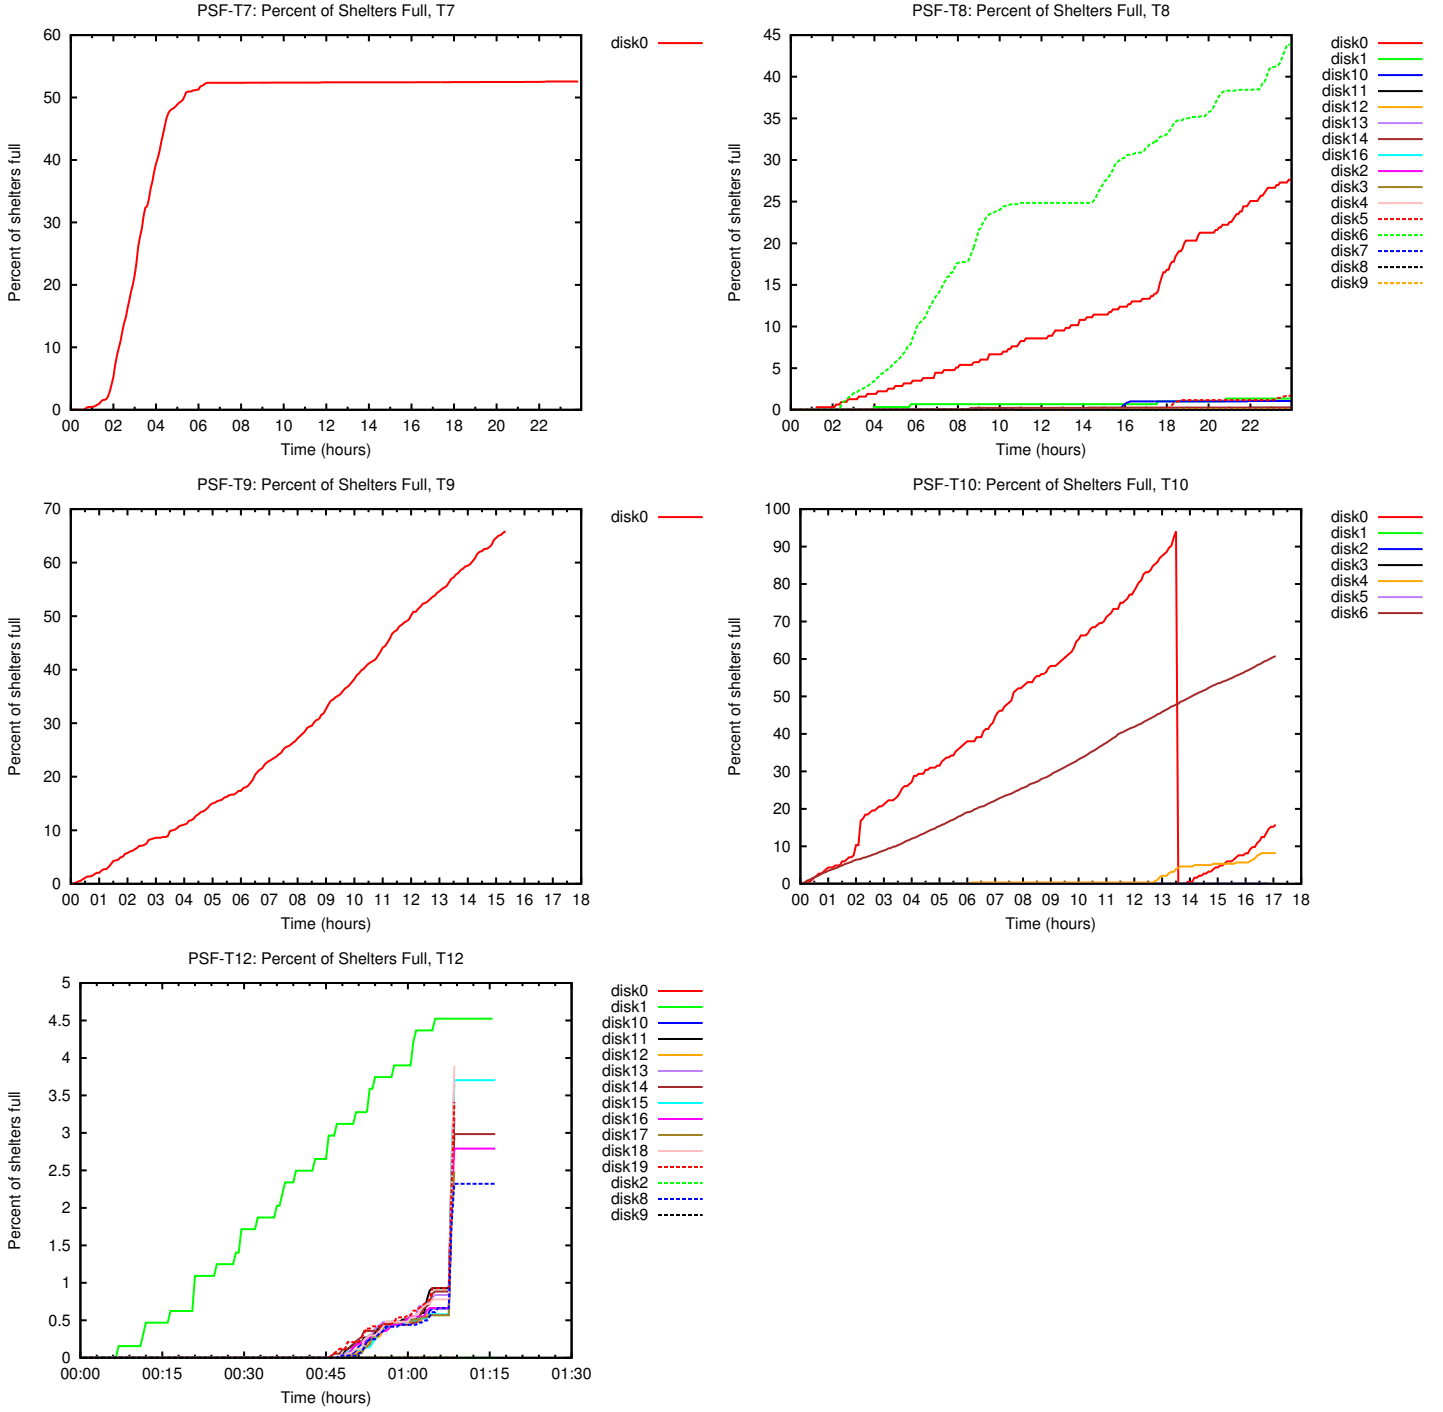 PSF-T7: Percent of Shelters Full, T7
Percent of shelters full
60
50
40
30
20
10
0
00 02 04 06 08 10 12 14 16 18 20 22
Time (hours)
disk0
PSF-T8: Percent of Shelters Full, T8
Percent of shelters full
45
40
35
30
25
20
15
10
5
0
00 02 04 06 08 10 12 14 16 18 20 22
Time (hours)
disk0
disk1
disk10
disk11
disk12
disk13
disk14
disk16
disk2
disk3
disk4
disk5
disk6
disk7
disk8
disk9
PSF-T9: Percent of Shelters Full, T9
Percent of shelters full
70
60
50
40
30
20
10
0
00 01 02 03 04 05 06 07 08 09 10 11 12 13 14 15 16 17 18
Time (hours)
disk0
PSF-T10: Percent of Shelters Full, T10
Percent of shelters full
100
90
80
70
60
50
40
30
20
10
0
00 01 02 03 04 05 06 07 08 09 10 11 12 13 14 15 16 17 18
Time (hours)
disk0
disk1
disk2
disk3
disk4
disk5
disk6
PSF-T12: Percent of Shelters Full, T12
Percent of shelters full
5
4.5
4
3.5
3
2.5
2
1.5
1
0.5
0
00:00 00:15 00:30 00:45 01:00 01:15 01:30
Time (hours)
disk0
disk1
disk10
disk11
disk12
disk13
disk14
disk15
disk16
disk17
disk18
disk19
disk2
disk8
disk9